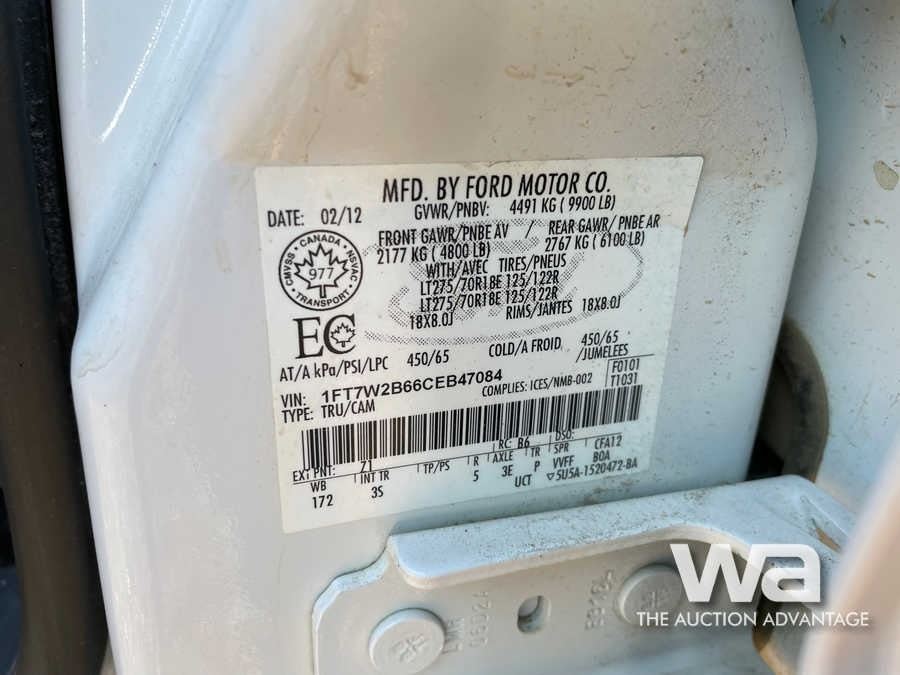 MFD. BY FORD MOTOR CO.
DATE: 02/12 GVWR/PNBV: 4491 KG ( 9900 LB)
FRONT GAWR/PNBE AV / REAR GAWR / PNBE AR
2177 KG ( 4800 LB) 2767 KG ( 6100 LB)
WITH/AVEC TIRES/PNEUS
LT275/70R18E 125/122R
LT275/70R18E 125/122R
18X8.0J RIMS/JANTES 18X8.0J
CANADA
CMVSS 977 NSVAC
TRANSPORT
EC
AT/A kPa/PSI/LPC 450/65 COLD/A FROID 450/65 /JUMELEES
VIN: 1FT7W2B66CEB47084 COMPLIES: ICES/NMB-002 F0101
TYPE: TRU/CAM T1031
RC: B6 DSO:
EXT PNT: 71 R AXLE TR SPR CFA12
WB INT TR TP/PS 5 3E P VVFF BOA
172 3S UCT ▽5U5A-1520472-BA
wa
THE AUCTION ADVANTAGE